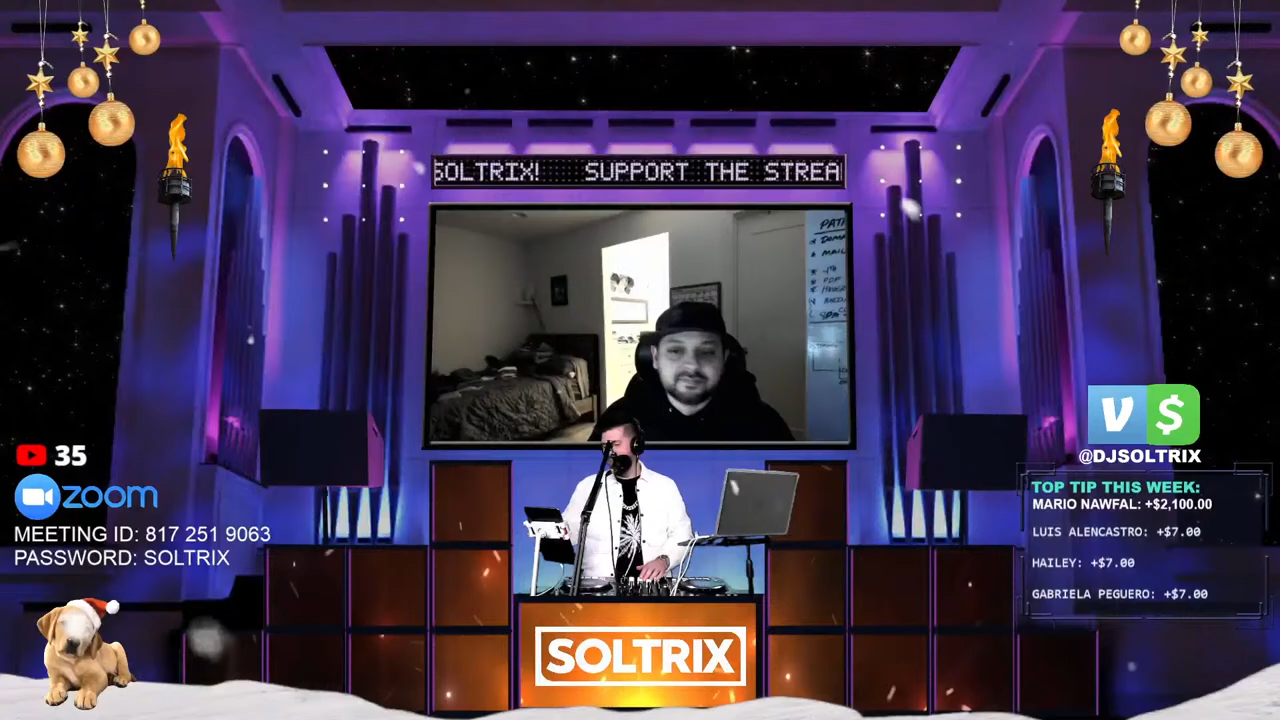 SOLTRIX! SUPPORT THE STREA
35
zoom
MEETING ID: 817 251 9063
PASSWORD: SOLTRIX
V $
@DJSOLTRIX
TOP TIP THIS WEEK:
MARIO NAWFAL: +$2,100.00
LUIS ALENCASTRO: +$7.00
HAILEY: +$7.00
GABRIELA PEGUERO: +$7.00
SOLTRIX